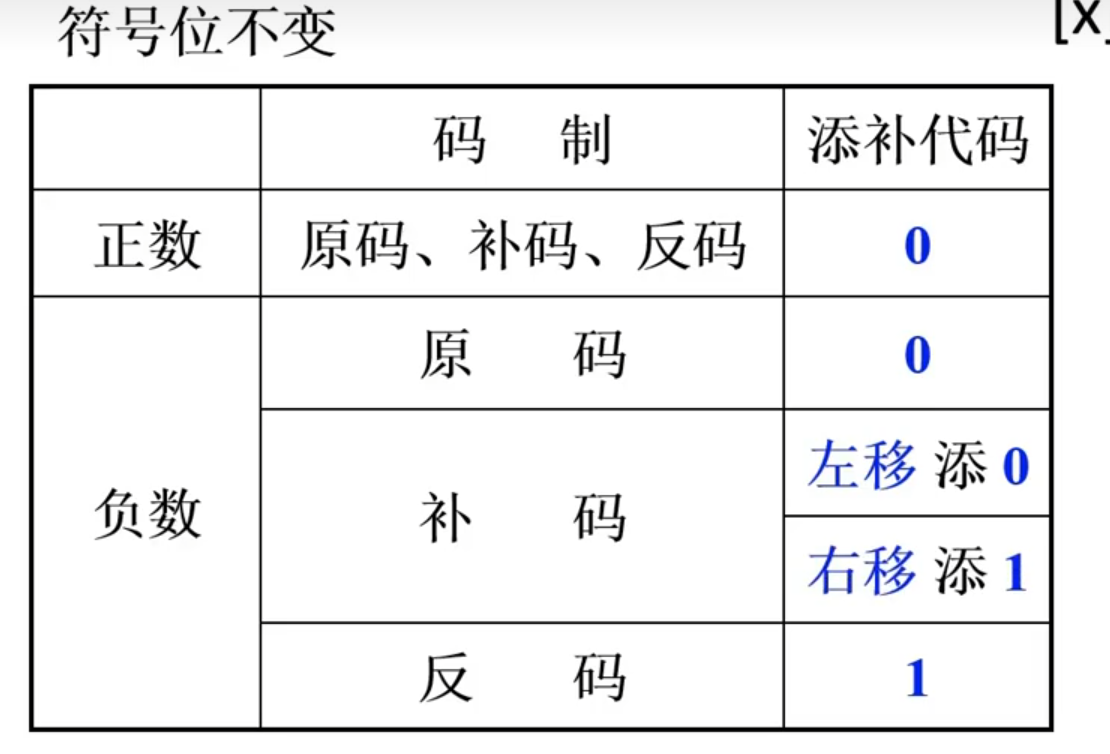 符号位不变
[X
码 制 添补代码
正数 原码、补码、反码 0
原 码 0
左移 添 0
负数 补 码
右移 添 1
反 码 1